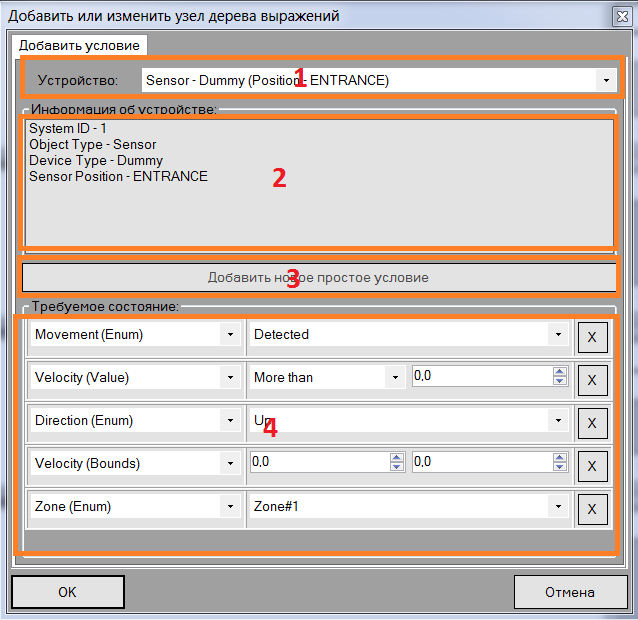 Добавить или изменить узел дерева выражений
Добавить условие
Устройство: Sensor - Dummy (Position - ENTRANCE)
1
Информация об устройстве:
System ID - 1
Object Type - Sensor
Device Type - Dummy
Sensor Position - ENTRANCE
2
Добавить новое простое условие
3
Требуемое состояние:
Movement (Enum) Detected X
Velocity (Value) More than 0,0 X
Direction (Enum) Up X
4
Velocity (Bounds) 0,0 0,0 X
Zone (Enum) Zone#1 X
OK Отмена